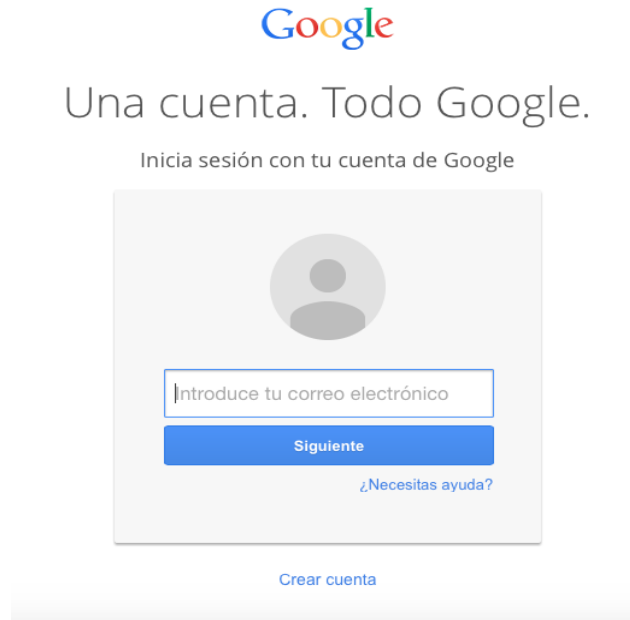 Google
Una cuenta. Todo Google.
Inicia sesión con tu cuenta de Google
Introduce tu correo electrónico
Siguiente
¿Necesitas ayuda?
Crear cuenta